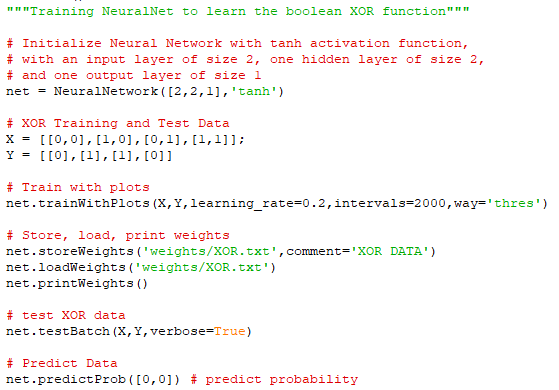 """Training NeuralNet to learn the boolean XOR function"""
# Initialize Neural Network with tanh activation function,
# with an input layer of size 2, one hidden layer of size 2,
# and one output layer of size 1
net = NeuralNetwork([2,2,1],'tanh')
# XOR Training and Test Data
X = [[0,0],[1,0],[0,1],[1,1]];
Y = [[0],[1],[1],[0]]
# Train with plots
net.trainWithPlots(X,Y,learning_rate=0.2,intervals=2000,way='thres')
# Store, load, print weights
net.storeWeights('weights/XOR.txt',comment='XOR DATA')
net.loadWeights('weights/XOR.txt')
net.printWeights()
# test XOR data
net.testBatch(X,Y,verbose=True)
# Predict Data
net.predictProb([0,0]) # predict probability